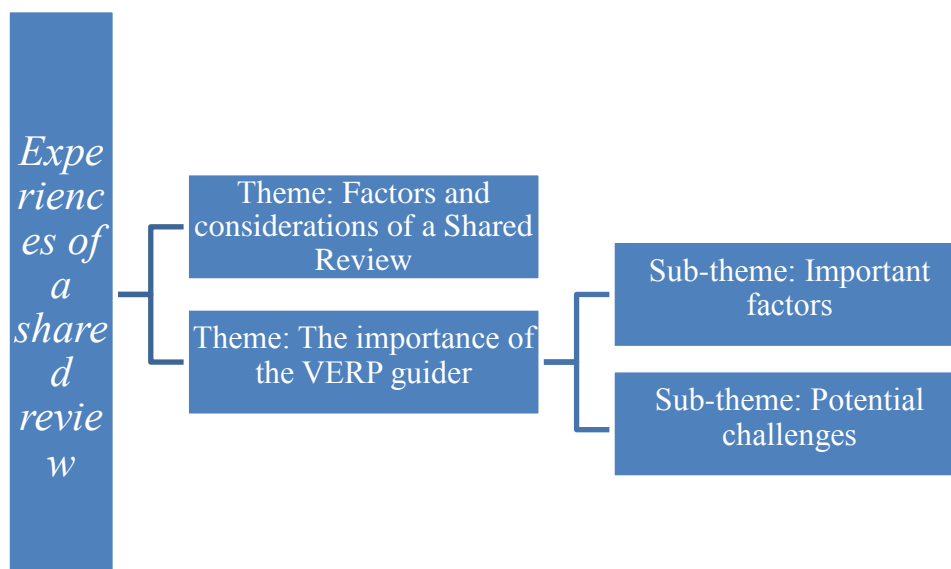 Expe
rienc
es of
a
share
d
revie
w
Theme: Factors and
considerations of a Shared
Review
Theme: The importance of
the VERP guider
Sub-theme: Important
factors
Sub-theme: Potential
challenges